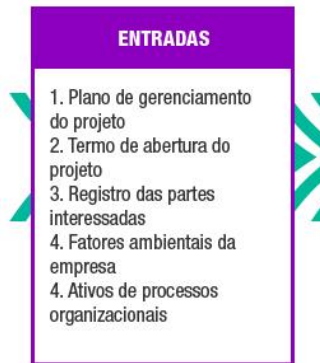 ENTRADAS
1. Plano de gerenciamento
do projeto
2. Termo de abertura do
projeto
3. Registro das partes
interessadas
4. Fatores ambientais da
empresa
4. Ativos de processos
organizacionais